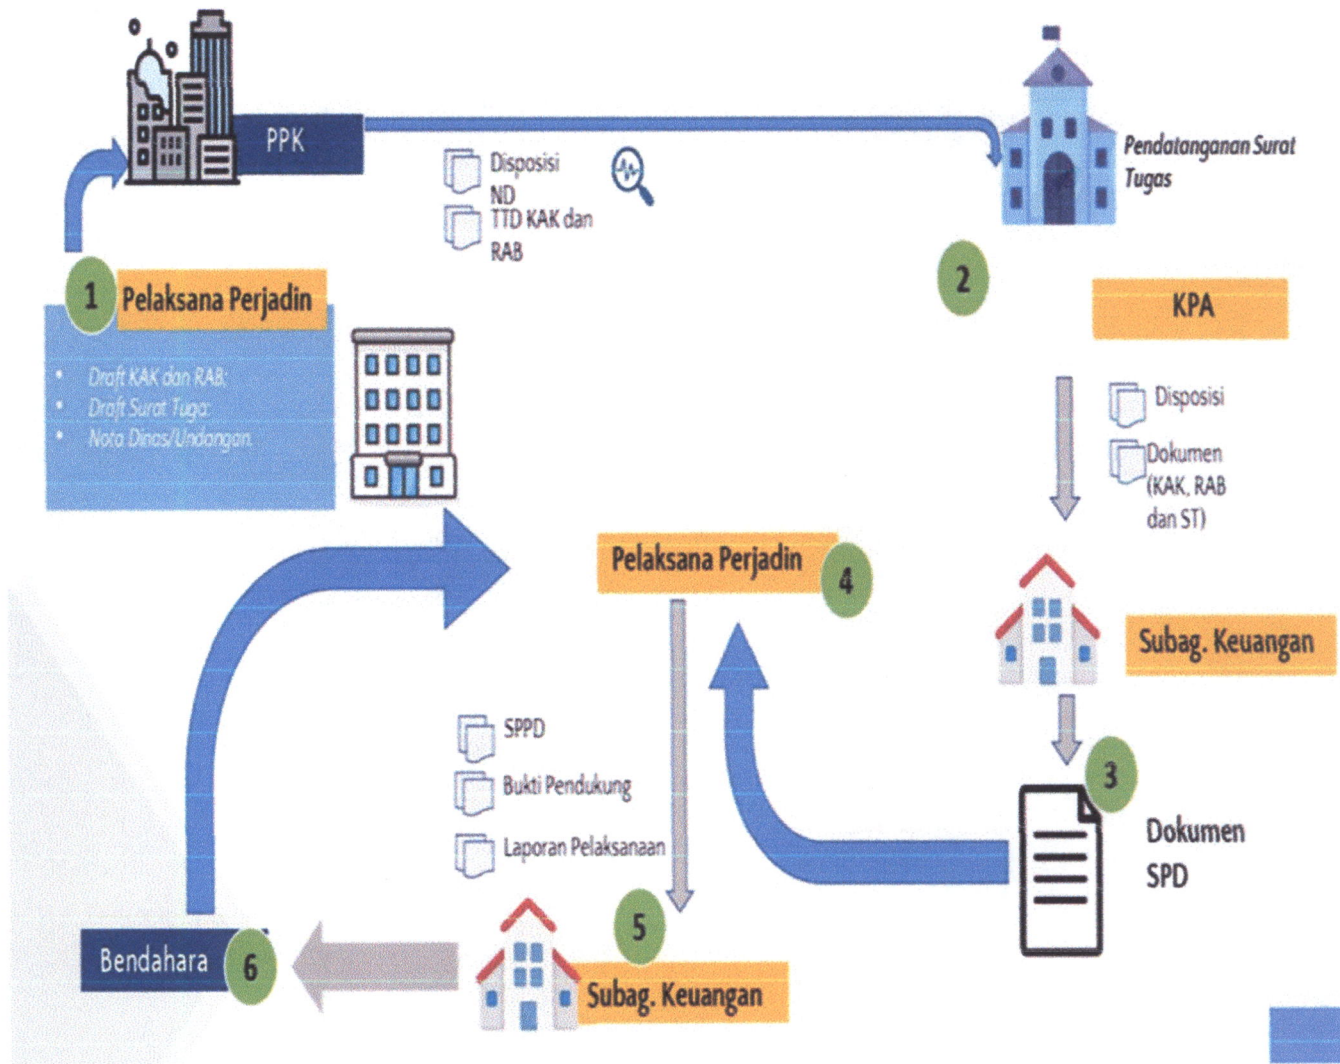 PPK
Disposisi
ND
TTD KAK dan
RAB
Pendatanganan Surat
Tugas
1
Pelaksana Perjadin
2
KPA
• Draft KAK dan RAB;
• Draft Surat Tuga:
• Nota Dinas/Undangan.
Disposisi
Dokumen
(KAK, RAB
dan ST)
Pelaksana Perjadin
4
Subag. Keuangan
SPPD
Bukti Pendukung
Laporan Pelaksanaan
3
Dokumen
SPD
5
Subag. Keuangan
Bendahara
6